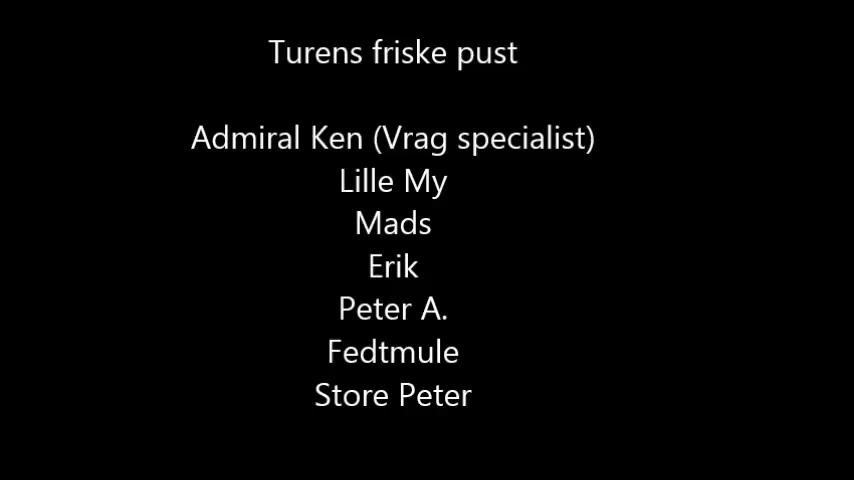 Turens friske pust
Admiral Ken (Vrag specialist)
Lille My
Mads
Erik
Peter A.
Fedtmule
Store Peter